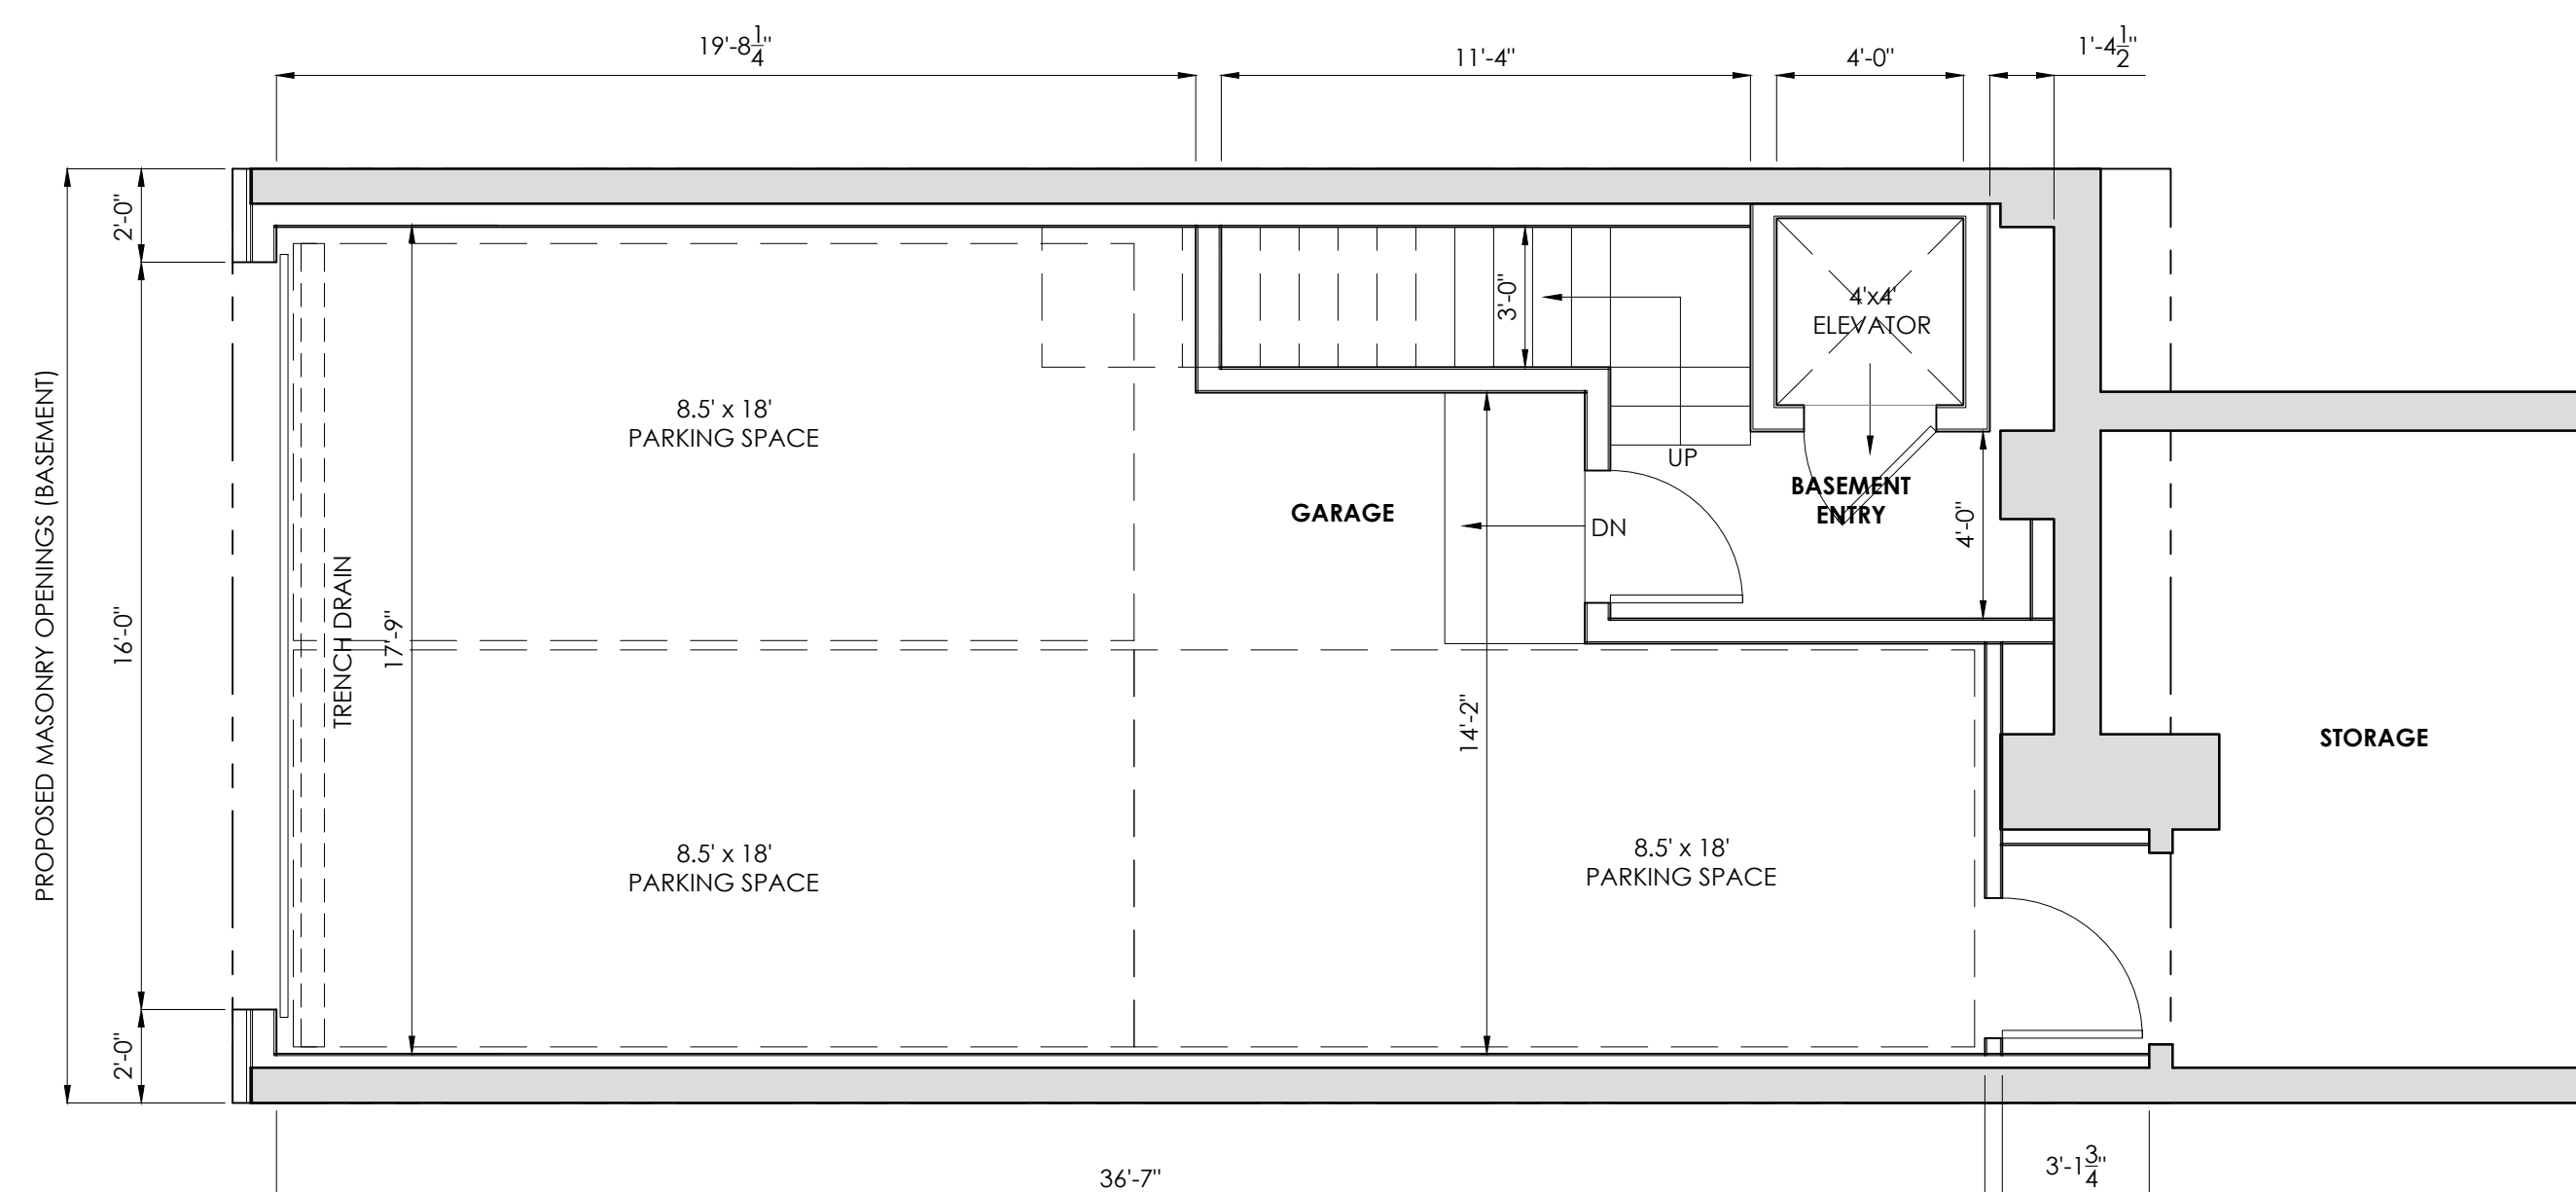 19'-8 1/4"
11'-4"
4'-0"
1'-4 1/2"
2'-0"
3'-0"
4'x4'
ELEVATOR
8.5' x 18'
PARKING SPACE
UP
BASEMENT
ENTRY
GARAGE
DN
4'-0"
PROPOSED MASONRY OPENINGS (BASEMENT)
16'-0"
TRENCH DRAIN
17'-9"
14'-2"
STORAGE
8.5' x 18'
PARKING SPACE
8.5' x 18'
PARKING SPACE
2'-0"
36'-7"
3'-1 3/4"